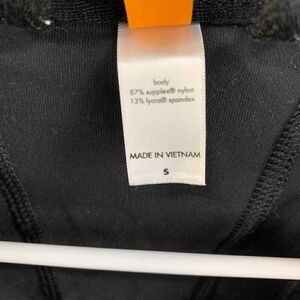 body
87% supplex® nylon
13% lycra® spandex
MADE IN VIETNAM
S